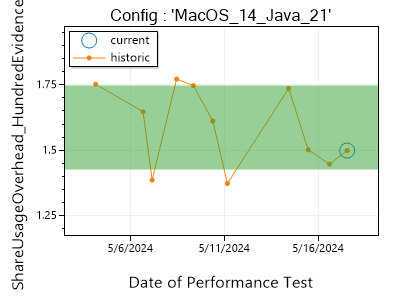 Config : 'MacOS_14_Java_21'
current
historic
ShareUsageOverhead_HundredEvidence
1.75
1.5
1.25
5/6/2024
5/11/2024
5/16/2024
Date of Performance Test